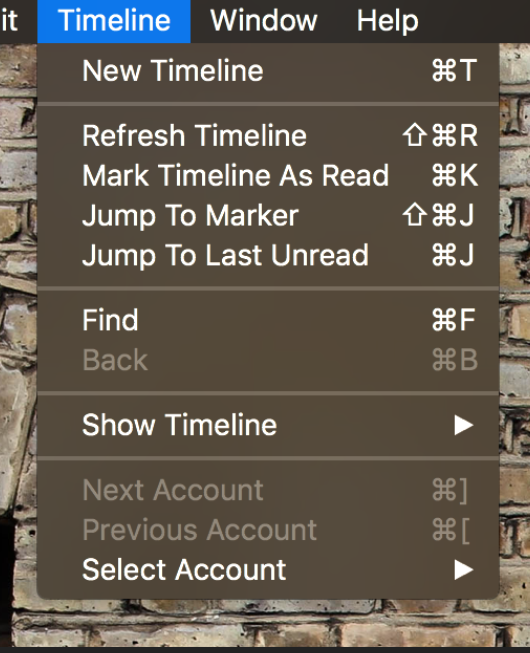 it Timeline Window Help
New Timeline ⌘T
Refresh Timeline ⇧⌘R
Mark Timeline As Read ⌘K
Jump To Marker ⇧⌘J
Jump To Last Unread ⌘J
Find ⌘F
Back ⌘B
Show Timeline ▶
Next Account ⌘]
Previous Account ⌘[
Select Account ▶